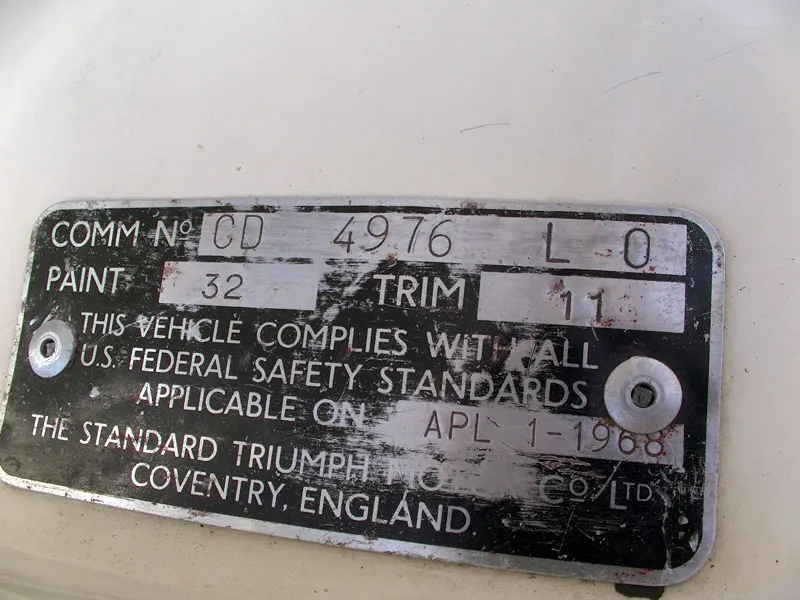 COMM Nº CD 4976 L O
PAINT 32 TRIM 11
THIS VEHICLE COMPLIES WITH ALL
U.S. FEDERAL SAFETY STANDARDS
APPLICABLE ON APL 1-1968
THE STANDARD TRIUMPH MOTOR CO/LTD
COVENTRY, ENGLAND